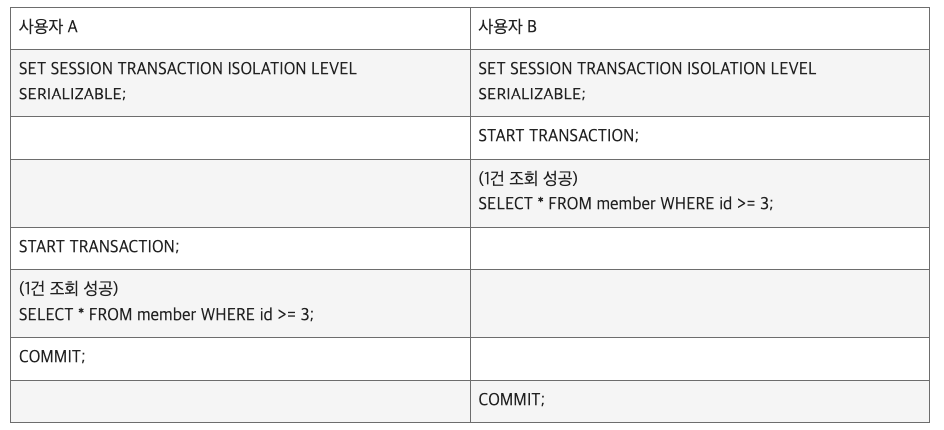 사용자 A
사용자 B
SET SESSION TRANSACTION ISOLATION LEVEL
SERIALIZABLE;
SET SESSION TRANSACTION ISOLATION LEVEL
SERIALIZABLE;
START TRANSACTION;
(1건 조회 성공)
SELECT * FROM member WHERE id >= 3;
START TRANSACTION;
(1건 조회 성공)
SELECT * FROM member WHERE id >= 3;
COMMIT;
COMMIT;